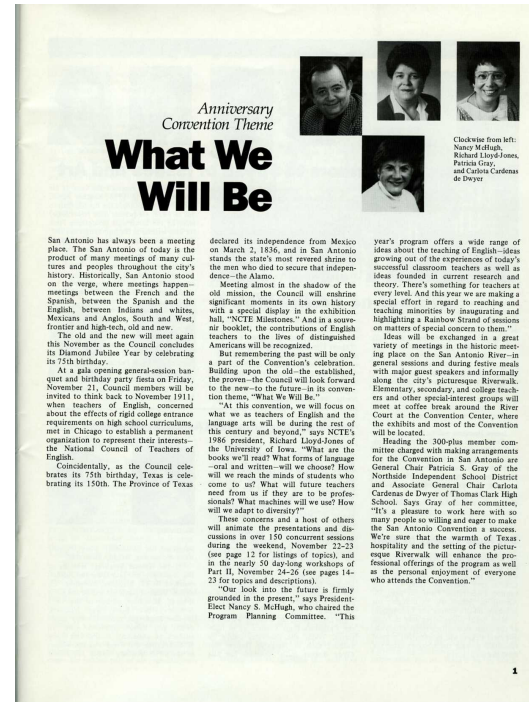 Anniversary
Convention Theme
What We
Will Be
Clockwise from left:
Nancy McHugh,
Richard Lloyd-Jones,
Patricia Gray,
and Carlota Cardenas
de Dwyer
San Antonio has always been a meeting
place. The San Antonio of today is the
product of many meetings of many cul-
tures and peoples throughout the city's
history. Historically, San Antonio stood
on the verge, where meetings happen—
meetings between the French and the
Spanish, between the Spanish and the
English, between Indians and whites,
Mexicans and Anglos, South and West,
frontier and high-tech, old and new.
The old and the new will meet again
this November as the Council concludes
its Diamond Jubilee Year by celebrating
its 75th birthday.
At a gala opening general-session ban-
quet and birthday party fiesta on Friday,
November 21, Council members will be
invited to think back to November 1911,
when teachers of English, concerned
about the effects of rigid college entrance
requirements on high school curriculums,
met in Chicago to establish a permanent
organization to represent their interests—
the National Council of Teachers of
English.
Coincidentally, as the Council cele-
brates its 75th birthday, Texas is cele-
brating its 150th. The Province of Texas
declared its independence from Mexico
on March 2, 1836, and in San Antonio
stands the state's most revered shrine to
the men who died to secure that indepen-
dence—the Alamo.
Meeting almost in the shadow of the
old mission, the Council will enshrine
significant moments in its own history
with a special display in the exhibition
hall, "NCTE Milestones." And in a souve-
nir booklet, the contributions of English
teachers to the lives of distinguished
Americans will be recognized.
But remembering the past will be only
a part of the Convention's celebration.
Building upon the old—the established,
the proven—the Council will look forward
to the new—to the future—in its conven-
tion theme, "What We Will Be."
"At this convention, we will focus on
what we as teachers of English and the
language arts will be during the rest of
this century and beyond," says NCTE's
1986 president, Richard Lloyd-Jones of
the University of Iowa. "What are the
books we'll read? What forms of language
—oral and written—will we choose? How
will we reach the minds of students who
come to us? What will future teachers
need from us if they are to be profes-
sionals? What machines will we use? How
will we adapt to diversity?"
These concerns and a host of others
will animate the presentations and dis-
cussions in over 150 concurrent sessions
during the weekend, November 22–23
(see page 12 for listings of topics), and
in the nearly 50 day-long workshops of
Part II, November 24–26 (see pages 14–
23 for topics and descriptions).
"Our look into the future is firmly
grounded in the present," says President-
Elect Nancy S. McHugh, who chaired the
Program Planning Committee. "This
year's program offers a wide range of
ideas about the teaching of English—ideas
growing out of the experiences of today's
successful classroom teachers as well as
ideas founded in current research and
theory. There's something for teachers at
every level. And this year we are making a
special effort in regard to reaching and
teaching minorities by inaugurating and
highlighting a Rainbow Strand of sessions
on matters of special concern to them."
Ideas will be exchanged in a great
variety of meetings in the historic meet-
ing place on the San Antonio River—in
general sessions and during festive meals
with major guest speakers and informally
along the city's picturesque Riverwalk.
Elementary, secondary, and college teach-
ers and other special-interest groups will
meet at coffee break around the River
Court at the Convention Center, where
the exhibits and most of the Convention
will be located.
Heading the 300-plus member com-
mittee charged with making arrangements
for the Convention in San Antonio are
General Chair Patricia S. Gray of the
Northside Independent School District
and Associate General Chair Carlota
Cardenas de Dwyer of Thomas Clark High
School. Says Gray of her committee,
"It's a pleasure to work here with so
many people so willing and eager to make
the San Antonio Convention a success.
We're sure that the warmth of Texas
hospitality and the setting of the pictur-
esque Riverwalk will enhance the pro-
fessional offerings of the program as well
as the personal enjoyment of everyone
who attends the Convention."
1